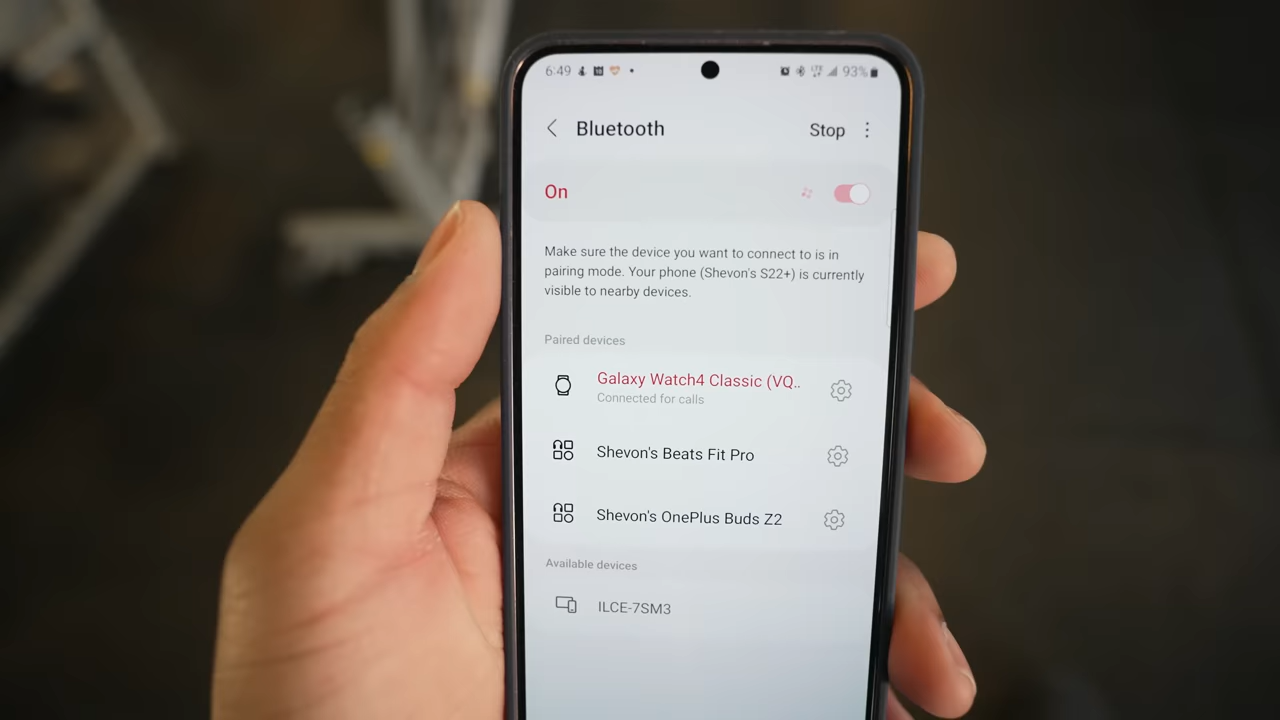 6:49
LTE
93%
Bluetooth
Stop
On
Make sure the device you want to connect to is in
pairing mode. Your phone (Shevon's S22+) is currently
visible to nearby devices.
Paired devices
Galaxy Watch4 Classic (VQ..
Connected for calls
Shevon's Beats Fit Pro
Shevon's OnePlus Buds Z2
Available devices
ILCE-7SM3